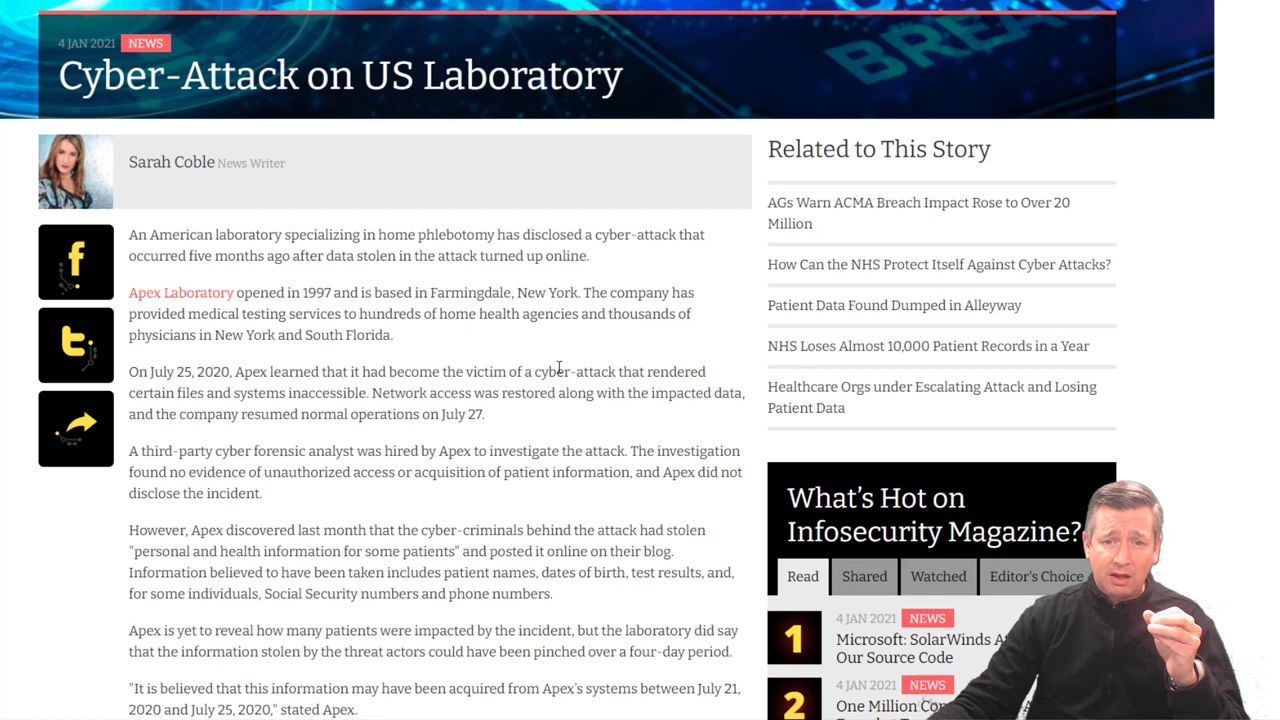 BREA
4 JAN 2021 NEWS
Cyber-Attack on US Laboratory
Sarah Coble News Writer
An American laboratory specializing in home phlebotomy has disclosed a cyber-attack that
occurred five months ago after data stolen in the attack turned up online.
Apex Laboratory opened in 1997 and is based in Farmingdale, New York. The company has
provided medical testing services to hundreds of home health agencies and thousands of
physicians in New York and South Florida.
On July 25, 2020, Apex learned that it had become the victim of a cyber-attack that rendered
certain files and systems inaccessible. Network access was restored along with the impacted data,
and the company resumed normal operations on July 27.
A third-party cyber forensic analyst was hired by Apex to investigate the attack. The investigation
found no evidence of unauthorized access or acquisition of patient information, and Apex did not
disclose the incident.
However, Apex discovered last month that the cyber-criminals behind the attack had stolen
"personal and health information for some patients" and posted it online on their blog.
Information believed to have been taken includes patient names, dates of birth, test results, and,
for some individuals, Social Security numbers and phone numbers.
Apex is yet to reveal how many patients were impacted by the incident, but the laboratory did say
that the information stolen by the threat actors could have been pinched over a four-day period.
"It is believed that this information may have been acquired from Apex's systems between July 21,
2020 and July 25, 2020," stated Apex.
Related to This Story
AGs Warn ACMA Breach Impact Rose to Over 20
Million
How Can the NHS Protect Itself Against Cyber Attacks?
Patient Data Found Dumped in Alleyway
NHS Loses Almost 10,000 Patient Records in a Year
Healthcare Orgs under Escalating Attack and Losing
Patient Data
What's Hot on
Infosecurity Magazine?
Read Shared Watched Editor's Choice
1
4 JAN 2021 NEWS
Microsoft: SolarWinds
Our Source Code
2
4 JAN 2021 NEWS
One Million